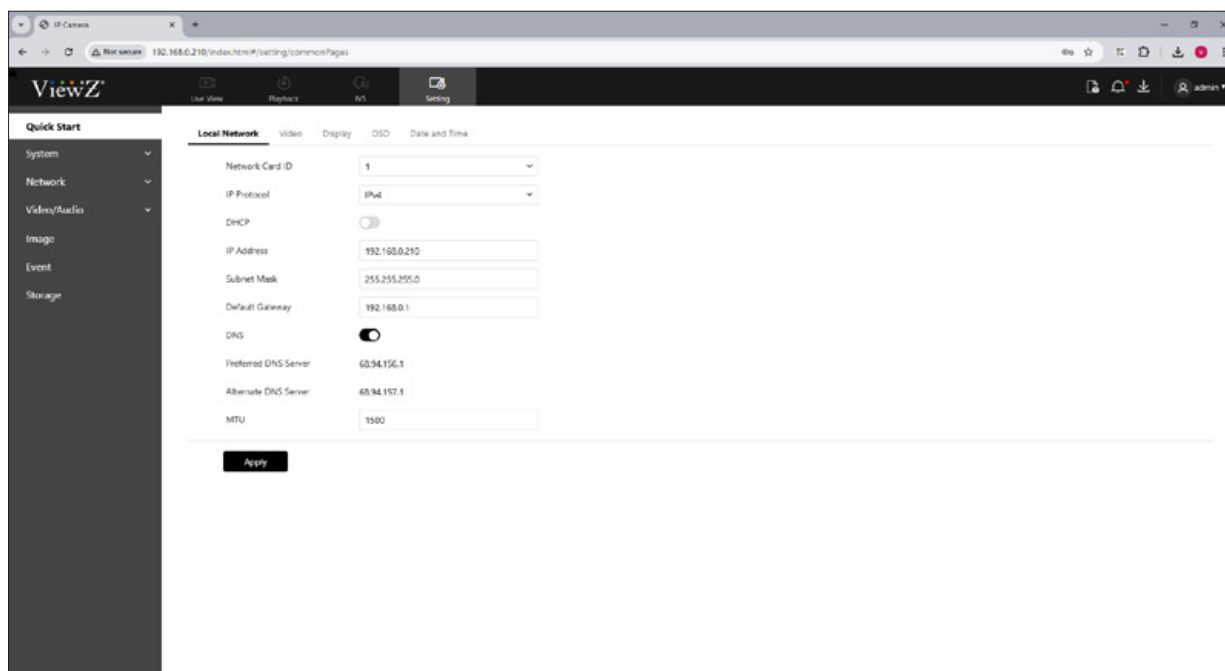 IP Camera
Not secure 192.168.0.210/index.htm#/setting/commonPages
ViewZ
Live View Playback IVS Setting
admin
Quick Start
System
Network
Video/Audio
Image
Event
Storage
Local Network Video Display OSD Date and Time
Network Card ID 1
IP Protocol IPv4
DHCP
IP Address 192.168.0.210
Subnet Mask 255.255.255.0
Default Gateway 192.168.0.1
DNS
Preferred DNS Server 68.94.156.1
Alternate DNS Server 68.94.157.1
MTU 1500
Apply